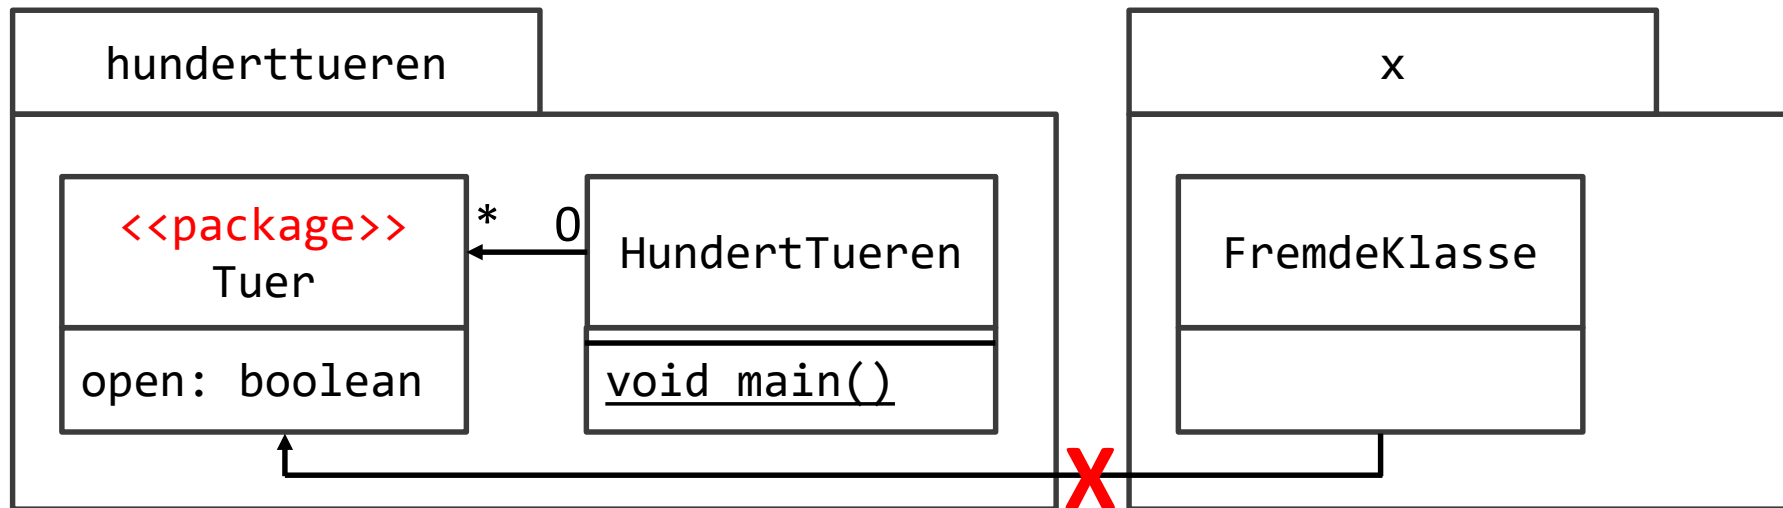 hunderttueren
x
<<package>>
Tuer
* 0
HundertTueren
FremdeKlasse
open: boolean
void main()
X